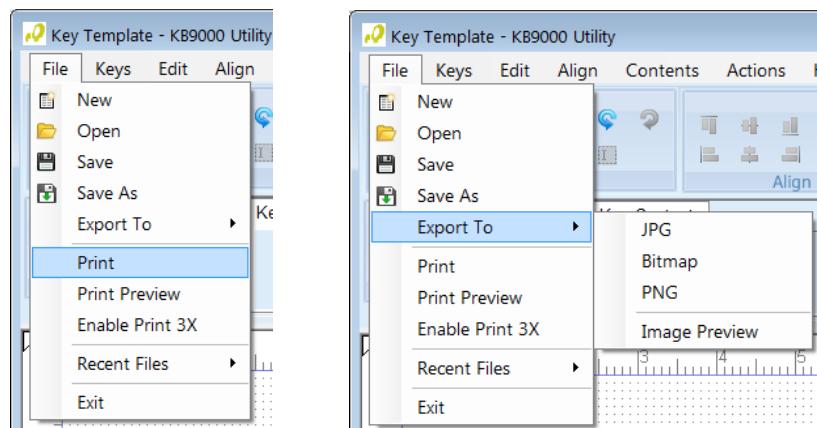 Key Template - KB9000 Utility
File Keys Edit Align
New
Open
Save
Save As
Export To
Print
Print Preview
Enable Print 3X
Recent Files
Exit
Key Template - KB9000 Utility
File Keys Edit Align Contents Actions
New
Open
Save
Save As
Align
Export To
JPG
Bitmap
Print
PNG
Print Preview
Enable Print 3X
Image Preview
3 4 5
Recent Files
Exit